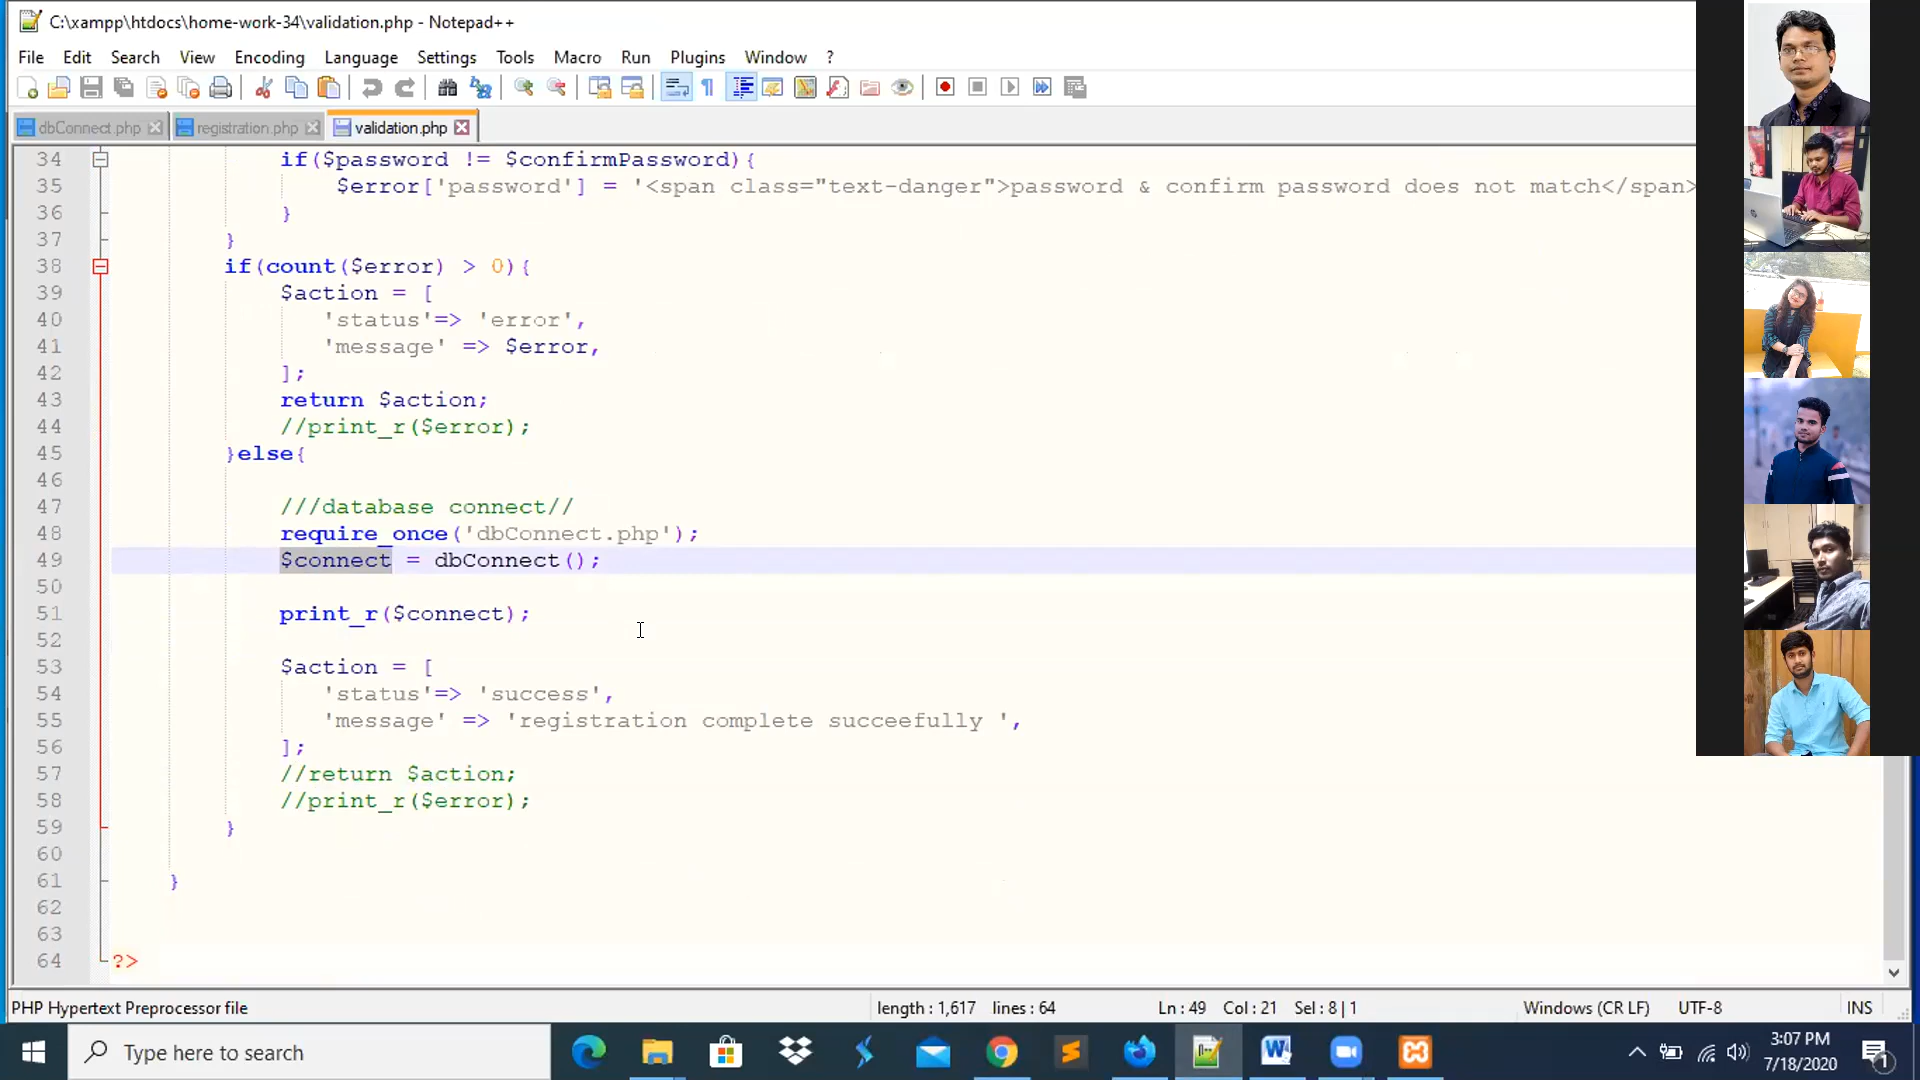 C:\xampp\htdocs\home-work-34\validation.php - Notepad++
File Edit Search View Encoding Language Settings Tools Macro Run Plugins Window ?
dbConnect.php registration.php validation.php
34 if($password != $confirmPassword){
35 $error['password'] = '<span class="text-danger">password & confirm password does not match</span>
36 }
37 }
38 if(count($error) > 0){
39 $action = [
40 'status'=> 'error',
41 'message' => $error,
42 ];
43 return $action;
44 //print_r($error);
45 }else{
46
47 ///database connect//
48 require_once('dbConnect.php');
49 $connect = dbConnect();
50
51 print_r($connect);
52
53 $action = [
54 'status'=> 'success',
55 'message' => 'registration complete succeefully ',
56 ];
57 //return $action;
58 //print_r($error);
59 }
60
61 }
62
63
64 ?>
PHP Hypertext Preprocessor file length : 1,617 lines : 64 Ln : 49 Col : 21 Sel : 8 | 1 Windows (CR LF) UTF-8 INS
Type here to search
3:07 PM
7/18/2020
1